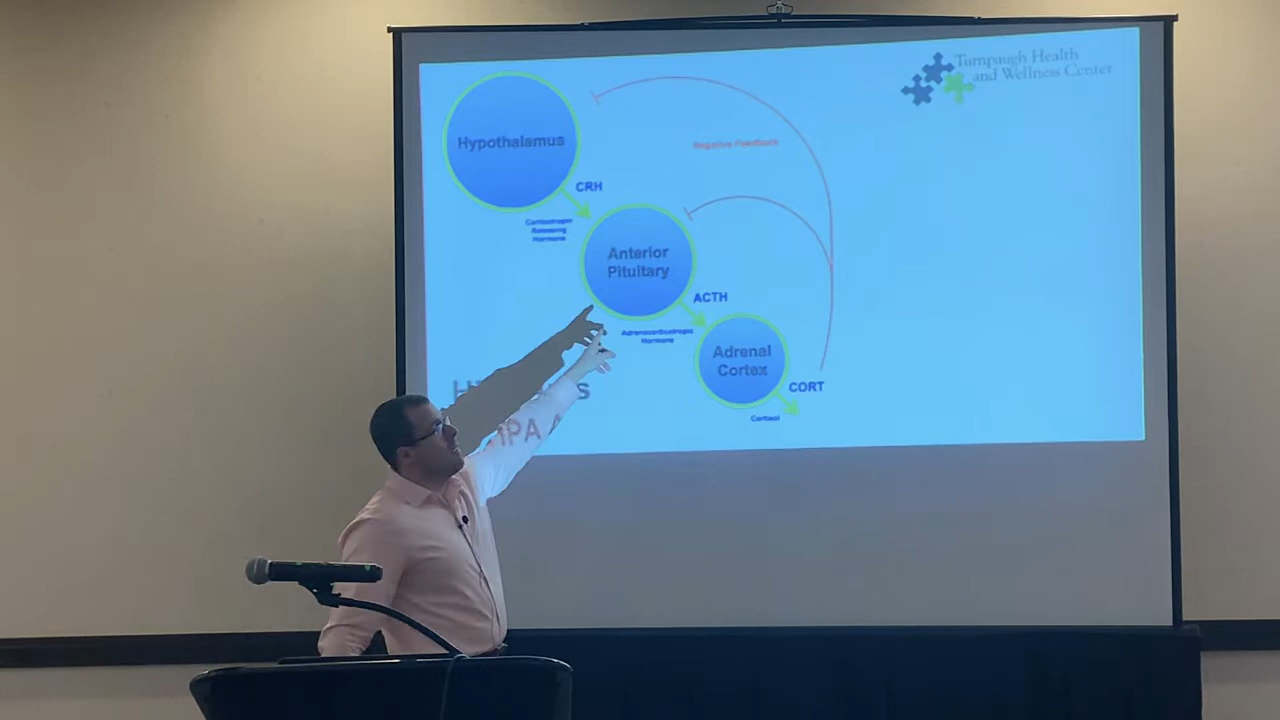 Turnpaugh Health
and Wellness Center
Hypothalamus
Negative Feedback
CRH
Corticotropin
Releasing
Hormone
Anterior
Pituitary
ACTH
Adrenocorticotropic
Hormone
Adrenal
Cortex
CORT
Cortisol
HPA A